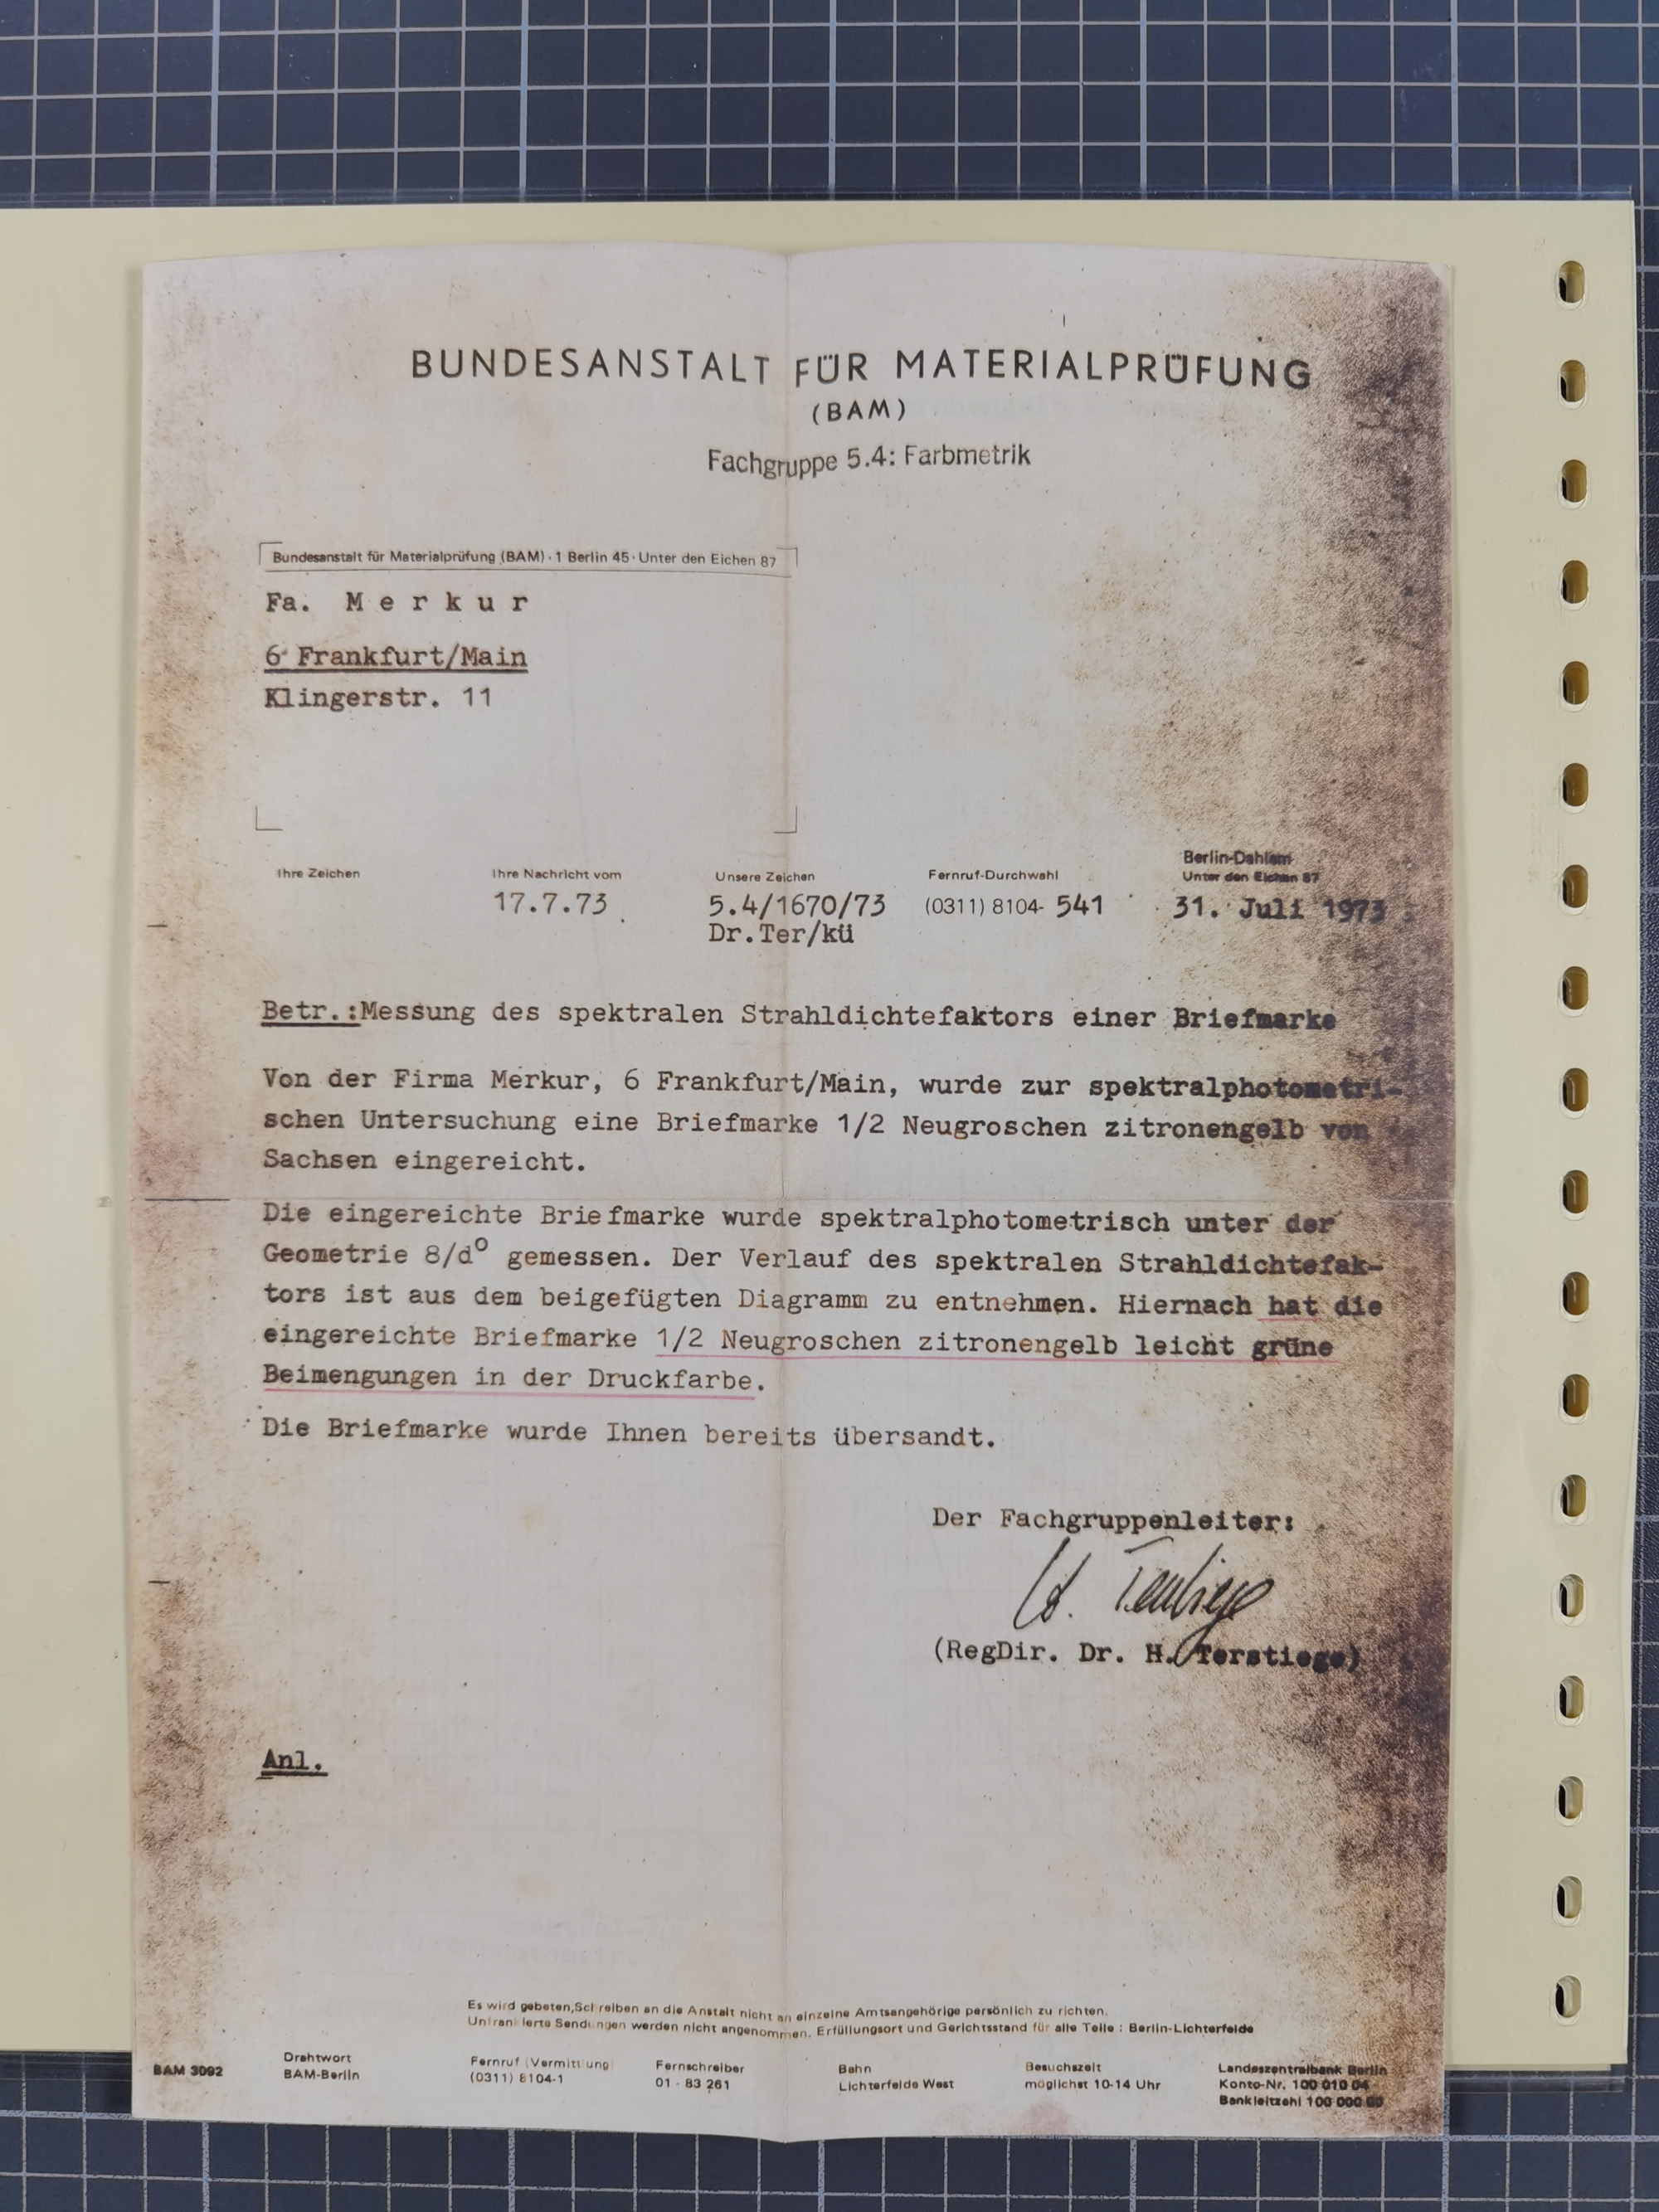 BUNDESANSTALT FÜR MATERIALPRÜFUNG
(BAM)
Fachgruppe 5.4: Farbmetrik
Bundesanstalt für Materialprüfung (BAM) · 1 Berlin 45 · Unter den Eichen 87
Fa. Merkur
6 Frankfurt/Main
Klingerstr. 11
Berlin-Dahlem
Ihre Zeichen Ihre Nachricht vom Unsere Zeichen Fernruf-Durchwahl Unter den Eichen 87
17.7.73 5.4/1670/73 (0311) 8104- 541 31. Juli 1973
Dr.Ter/kü
Betr.:Messung des spektralen Strahldichtefaktors einer Briefmarke
Von der Firma Merkur, 6 Frankfurt/Main, wurde zur spektralphotometri-
schen Untersuchung eine Briefmarke 1/2 Neugroschen zitronengelb von
Sachsen eingereicht.
Die eingereichte Briefmarke wurde spektralphotometrisch unter der
Geometrie 8/d° gemessen. Der Verlauf des spektralen Strahldichtefak-
tors ist aus dem beigefügten Diagramm zu entnehmen. Hiernach hat die
eingereichte Briefmarke 1/2 Neugroschen zitronengelb leicht grüne
Beimengungen in der Druckfarbe.
Die Briefmarke wurde Ihnen bereits übersandt.
Der Fachgruppenleiter:
H. Terstiege
(RegDir. Dr. H. Terstiege)
Anl.
Es wird gebeten, Schreiben an die Anstalt nicht an einzelne Amtsangehörige persönlich zu richten.
Unfrankierte Sendungen werden nicht angenommen. Erfüllungsort und Gerichtsstand für alle Teile : Berlin-Lichterfelde
BAM 3092 Drahtwort Fernruf (Vermittlung) Fernschreiber Bahn Besuchszeit Landeszentralbank Berlin
BAM-Berlin (0311) 8104-1 01 - 83 261 Lichterfelde West möglichst 10-14 Uhr Konto-Nr. 100 010 04
Bankleitzahl 100 000 00